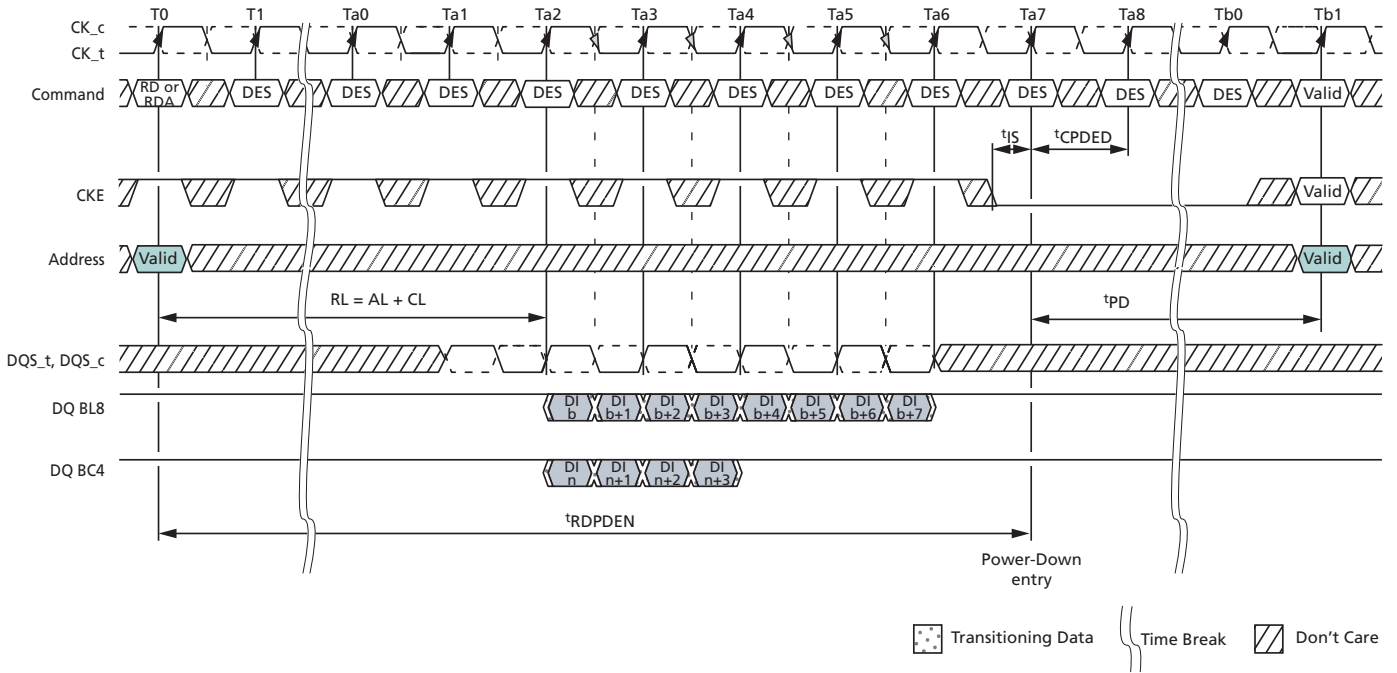 T0 T1 Ta0 Ta1 Ta2 Ta3 Ta4 Ta5 Ta6 Ta7 Ta8 Tb0 Tb1
CK_c
CK_t
Command RD or RDA DES DES DES DES DES DES DES DES DES DES DES Valid
tIS tCPDED
CKE Valid
Address Valid Valid
RL = AL + CL tPD
DQS_t, DQS_c
DQ BL8 DI b DI b+1 DI b+2 DI b+3 DI b+4 DI b+5 DI b+6 DI b+7
DQ BC4 DI n DI n+1 DI n+2 DI n+3
tRDPDEN
Power-Down
entry
Transitioning Data Time Break Don't Care